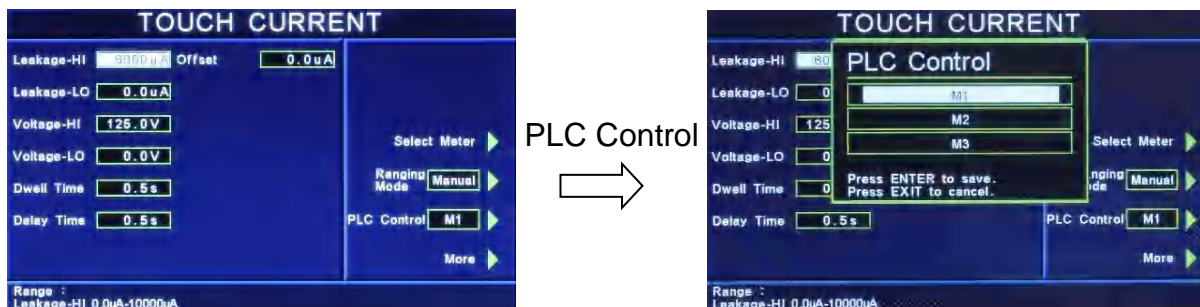 TOUCH CURRENT
Leakage-HI 6000uA Offset 0.0uA
Leakage-LO 0.0uA
Voltage-HI 125.0V
Voltage-LO 0.0V
Dwell Time 0.5s
Delay Time 0.5s
Select Meter
Ranging Mode Manual
PLC Control M1
More
Range :
Leakage-HI 0.0uA-10000uA
PLC Control
TOUCH CURRENT
Leakage-HI 60
Leakage-LO 0
Voltage-HI 125
Voltage-LO 0
Dwell Time 0
Delay Time 0.5s
PLC Control
M1
M2
M3
Press ENTER to save.
Press EXIT to cancel.
Select Meter
Manual
PLC Control M1
More
Range :
Leakage-HI 0.0uA-10000uA